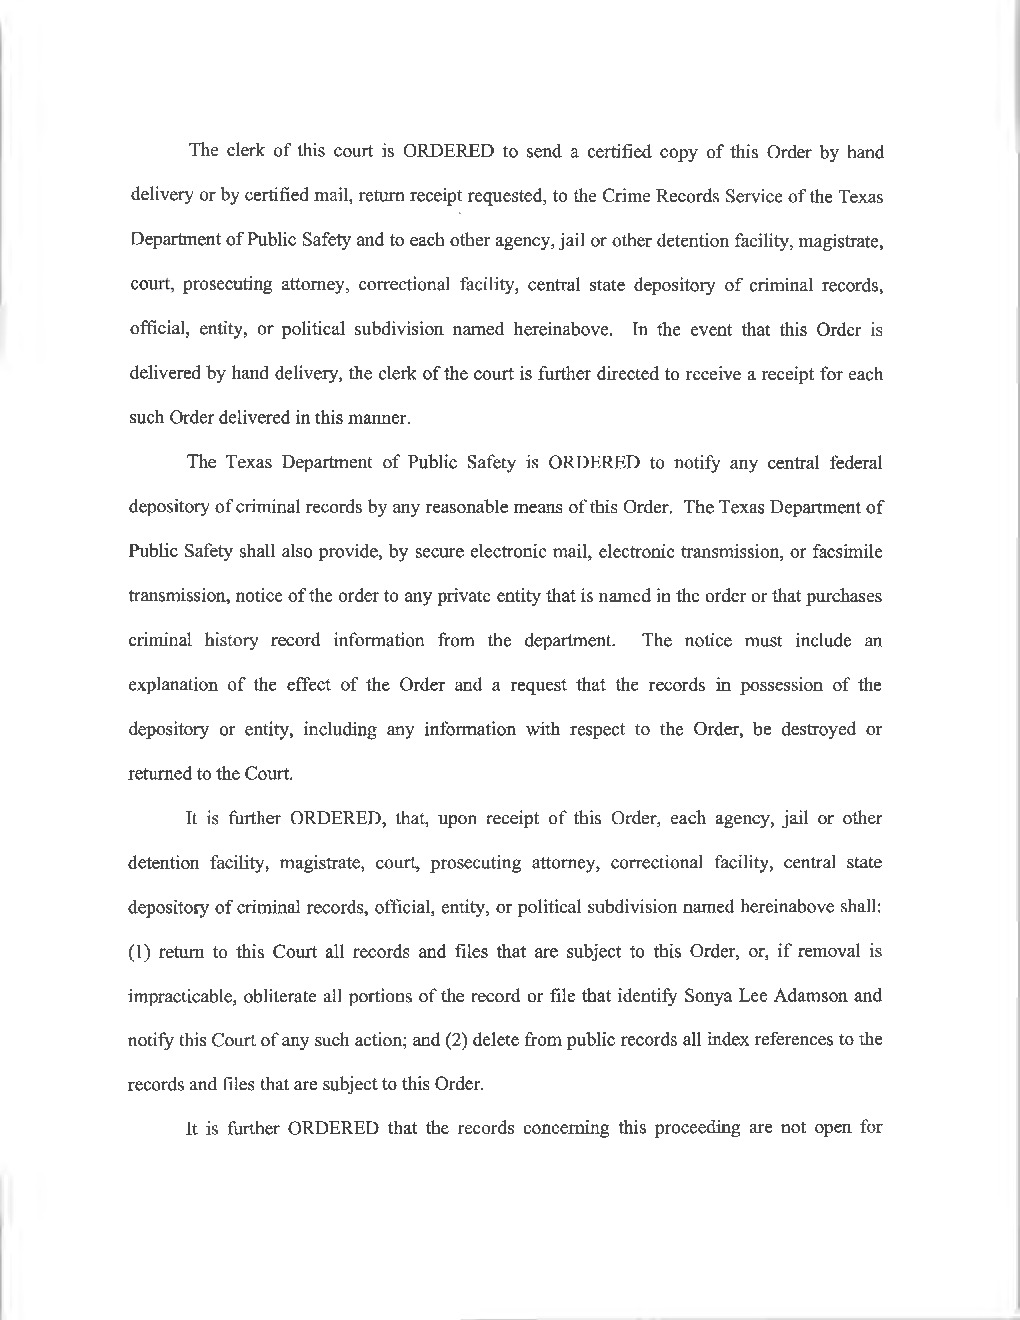 The clerk of this court is ORDERED to send a certified copy of this Order by hand
delivery or by certified mail, return receipt requested, to the Crime Records Service of the Texas
Department of Public Safety and to each other agency, jail or other detention facility, magistrate,
court, prosecuting attorney, correctional facility, central state depository of criminal records,
official, entity, or political subdivision named hereinabove. In the event that this Order is
delivered by hand delivery, the clerk of the court is further directed to receive a receipt for each
such Order delivered in this manner.
The Texas Department of Public Safety is ORDERED to notify any central federal
depository of criminal records by any reasonable means of this Order. The Texas Department of
Public Safety shall also provide, by secure electronic mail, electronic transmission, or facsimile
transmission, notice of the order to any private entity that is named in the order or that purchases
criminal history record information from the department. The notice must include an
explanation of the effect of the Order and a request that the records in possession of the
depository or entity, including any information with respect to the Order, be destroyed or
returned to the Court.
It is further ORDERED, that, upon receipt of this Order, each agency, jail or other
detention facility, magistrate, court, prosecuting attorney, correctional facility, central state
depository of criminal records, official, entity, or political subdivision named hereinabove shall:
(1) return to this Court all records and files that are subject to this Order, or, if removal is
impracticable, obliterate all portions of the record or file that identify Sonya Lee Adamson and
notify this Court of any such action; and (2) delete from public records all index references to the
records and files that are subject to this Order.
It is further ORDERED that the records concerning this proceeding are not open for